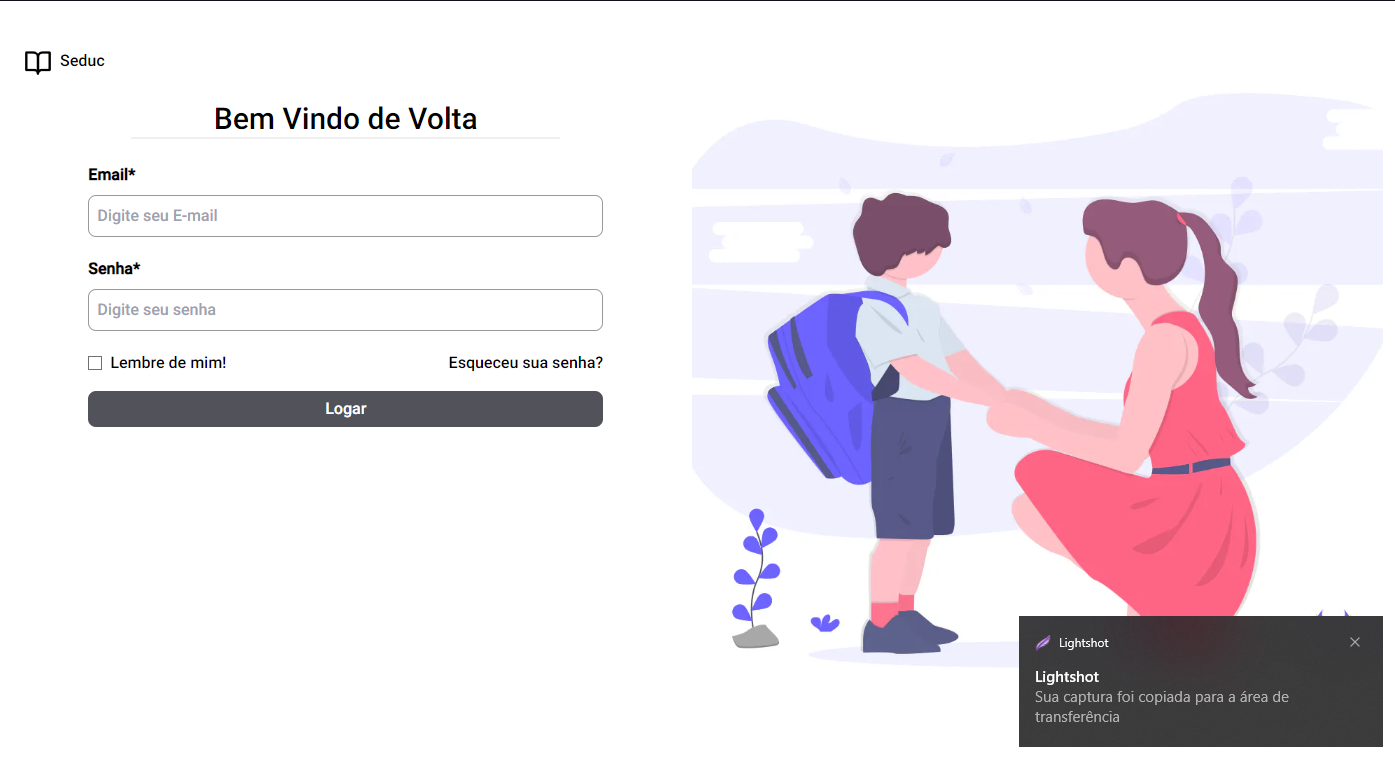 Seduc
Bem Vindo de Volta
Email*
Digite seu E-mail
Senha*
Digite seu senha
Lembre de mim!
Esqueceu sua senha?
Logar
Lightshot
Lightshot
Sua captura foi copiada para a área de
transferência